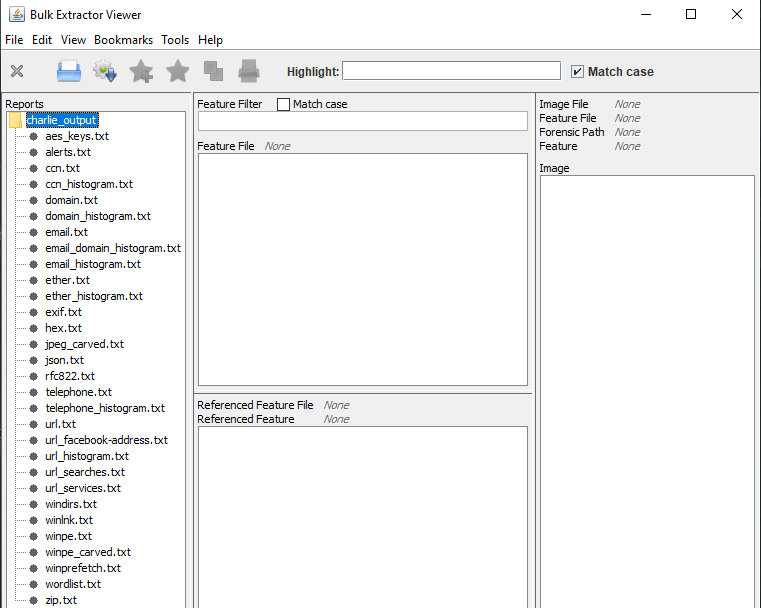 Bulk Extractor Viewer
File Edit View Bookmarks Tools Help
Highlight: Match case
Reports
charlie_output
aes_keys.txt
alerts.txt
ccn.txt
ccn_histogram.txt
domain.txt
domain_histogram.txt
email.txt
email_domain_histogram.txt
email_histogram.txt
ether.txt
ether_histogram.txt
exif.txt
hex.txt
jpeg_carved.txt
json.txt
rfc822.txt
telephone.txt
telephone_histogram.txt
url.txt
url_facebook-address.txt
url_histogram.txt
url_searches.txt
url_services.txt
windirs.txt
winlnk.txt
winpe.txt
winpe_carved.txt
winprefetch.txt
wordlist.txt
zip.txt
Feature Filter Match case
Feature File None
Referenced Feature File None
Referenced Feature None
Image File None
Feature File None
Forensic Path None
Feature None
Image